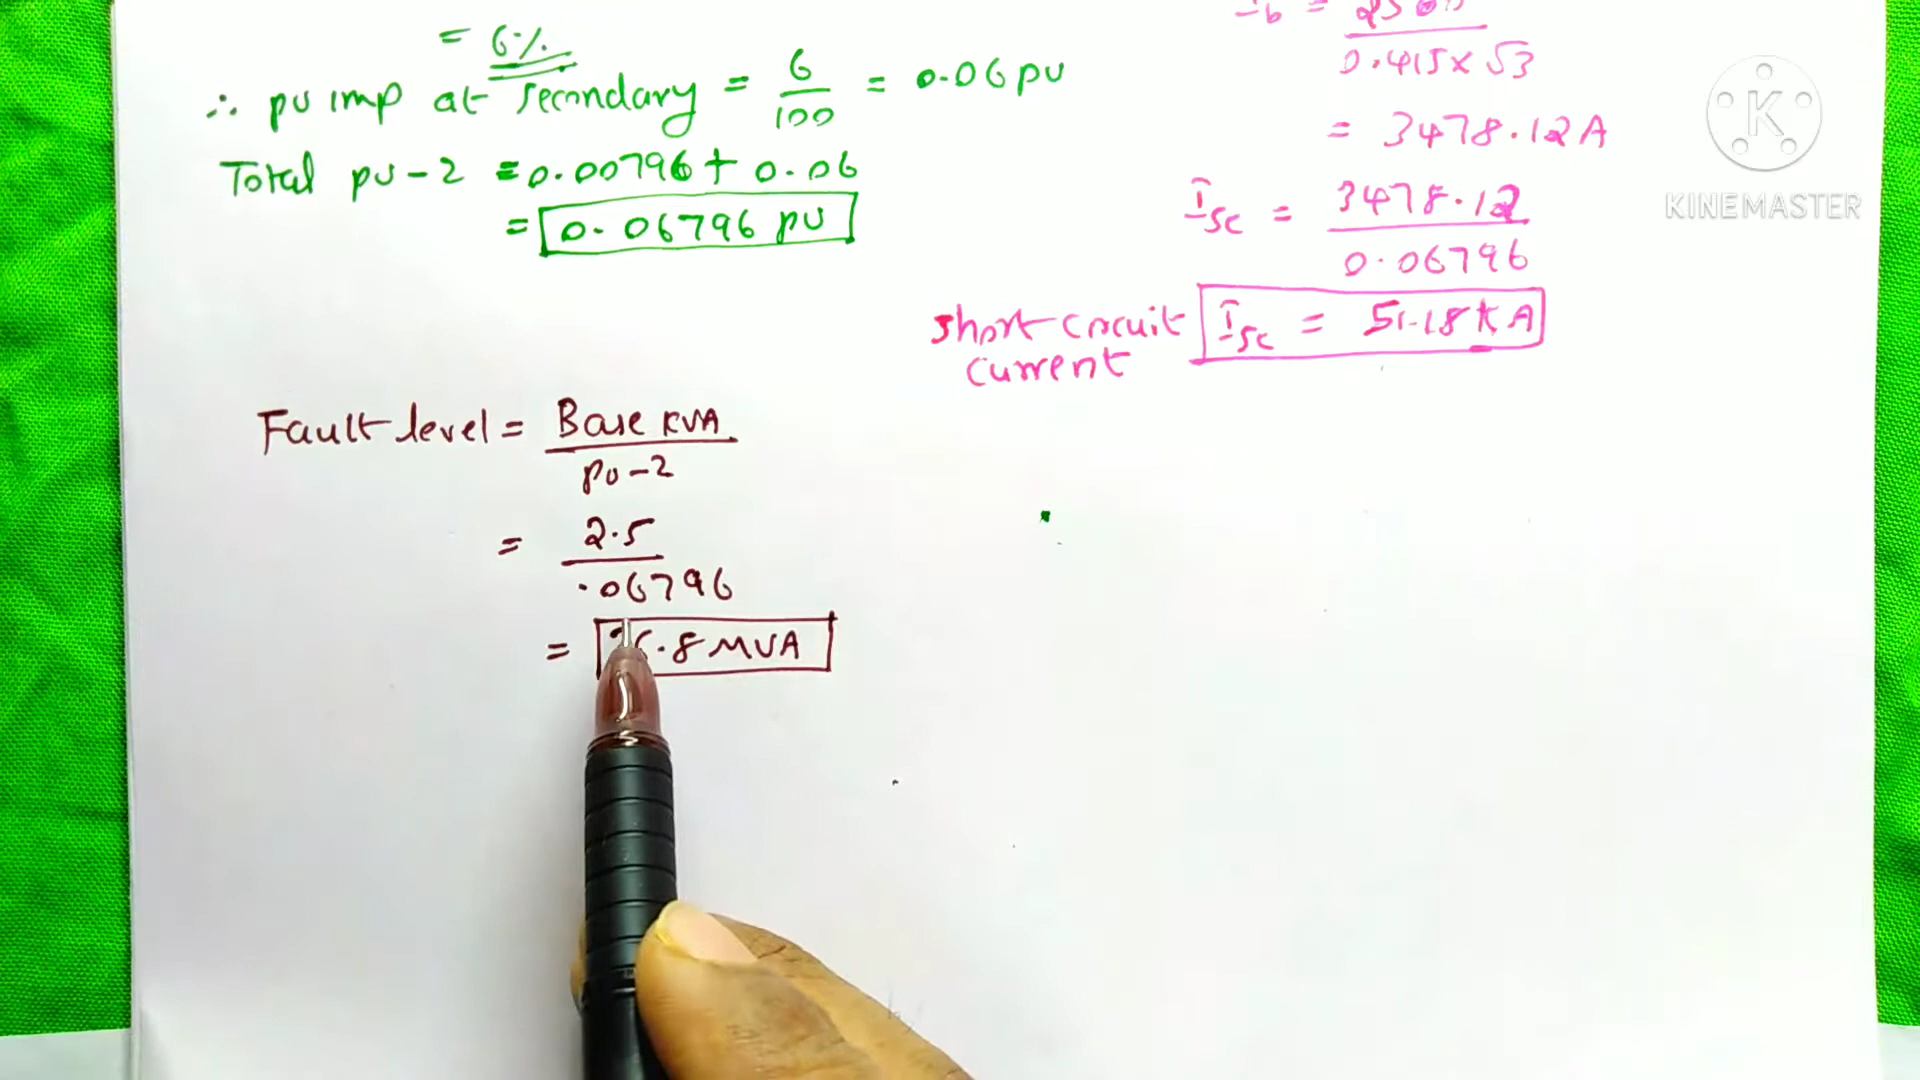 = 6%
∴ pu imp at secondary = 6/100 = 0.06 pu
Total pu-2 = 0.00796 + 0.06
= 0.06796 pu
0.415 x √3
= 3478.12 A
Isc = 3478.12 / 0.06796
short circuit current Isc = 51.18 kA
Fault level = Base KVA / pu-2
= 2.5 / .06796
= .8 MVA
KINEMASTER